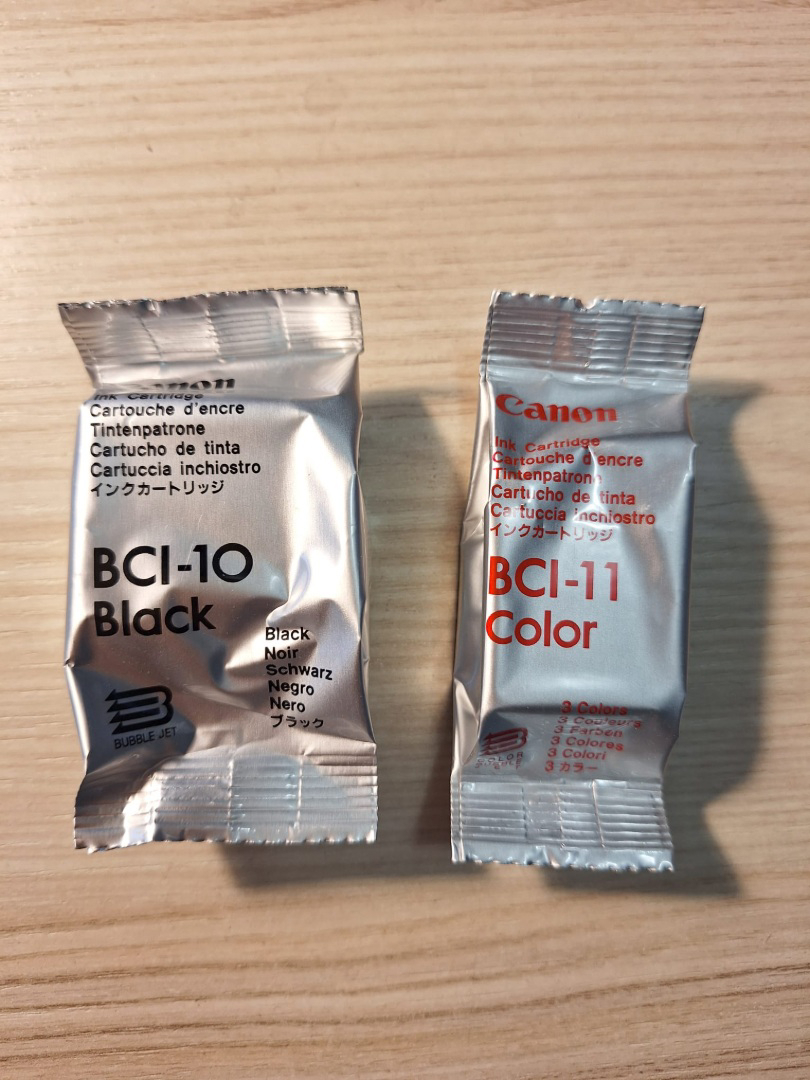 Canon
Ink Cartridge
Cartouche d'encre
Tintenpatrone
Cartucho de tinta
Cartuccia inchiostro
インクカートリッジ
BCI-10
Black
Black
Noir
Schwarz
Negro
Nero
ブラック
BUBBLE JET
Canon
Ink Cartridge
Cartouche d'encre
Tintenpatrone
Cartucho de tinta
Cartuccia inchiostro
インクカートリッジ
BCI-11
Color
3 Colors
3 Couleurs
3 Farben
3 Colores
3 Colori
3 カラー
COLOR